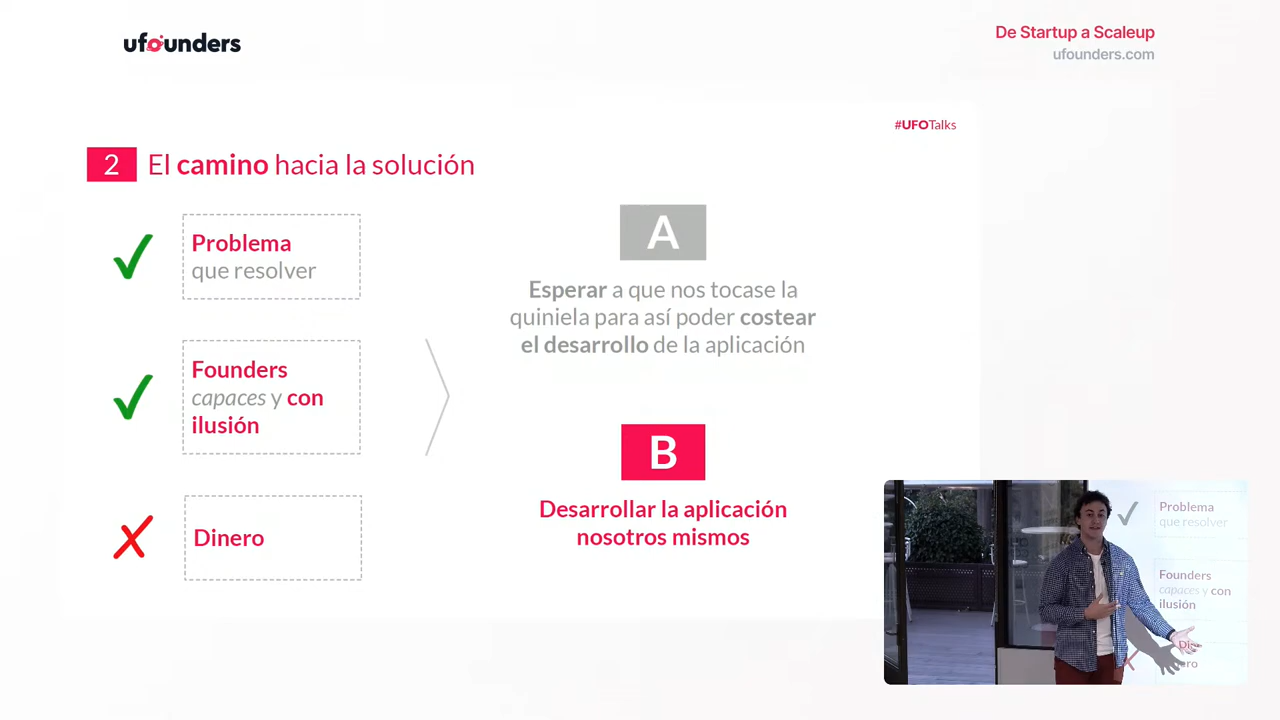 ufounders
De Startup a Scaleup
ufounders.com
#UFOTalks
2 El camino hacia la solución
Problema
que resolver
Founders
capaces y con
ilusión
Dinero
A
Esperar a que nos tocase la
quiniela para así poder costear
el desarrollo de la aplicación
B
Desarrollar la aplicación
nosotros mismos
Problema
que resolver
Founders
capaces y con
ilusión